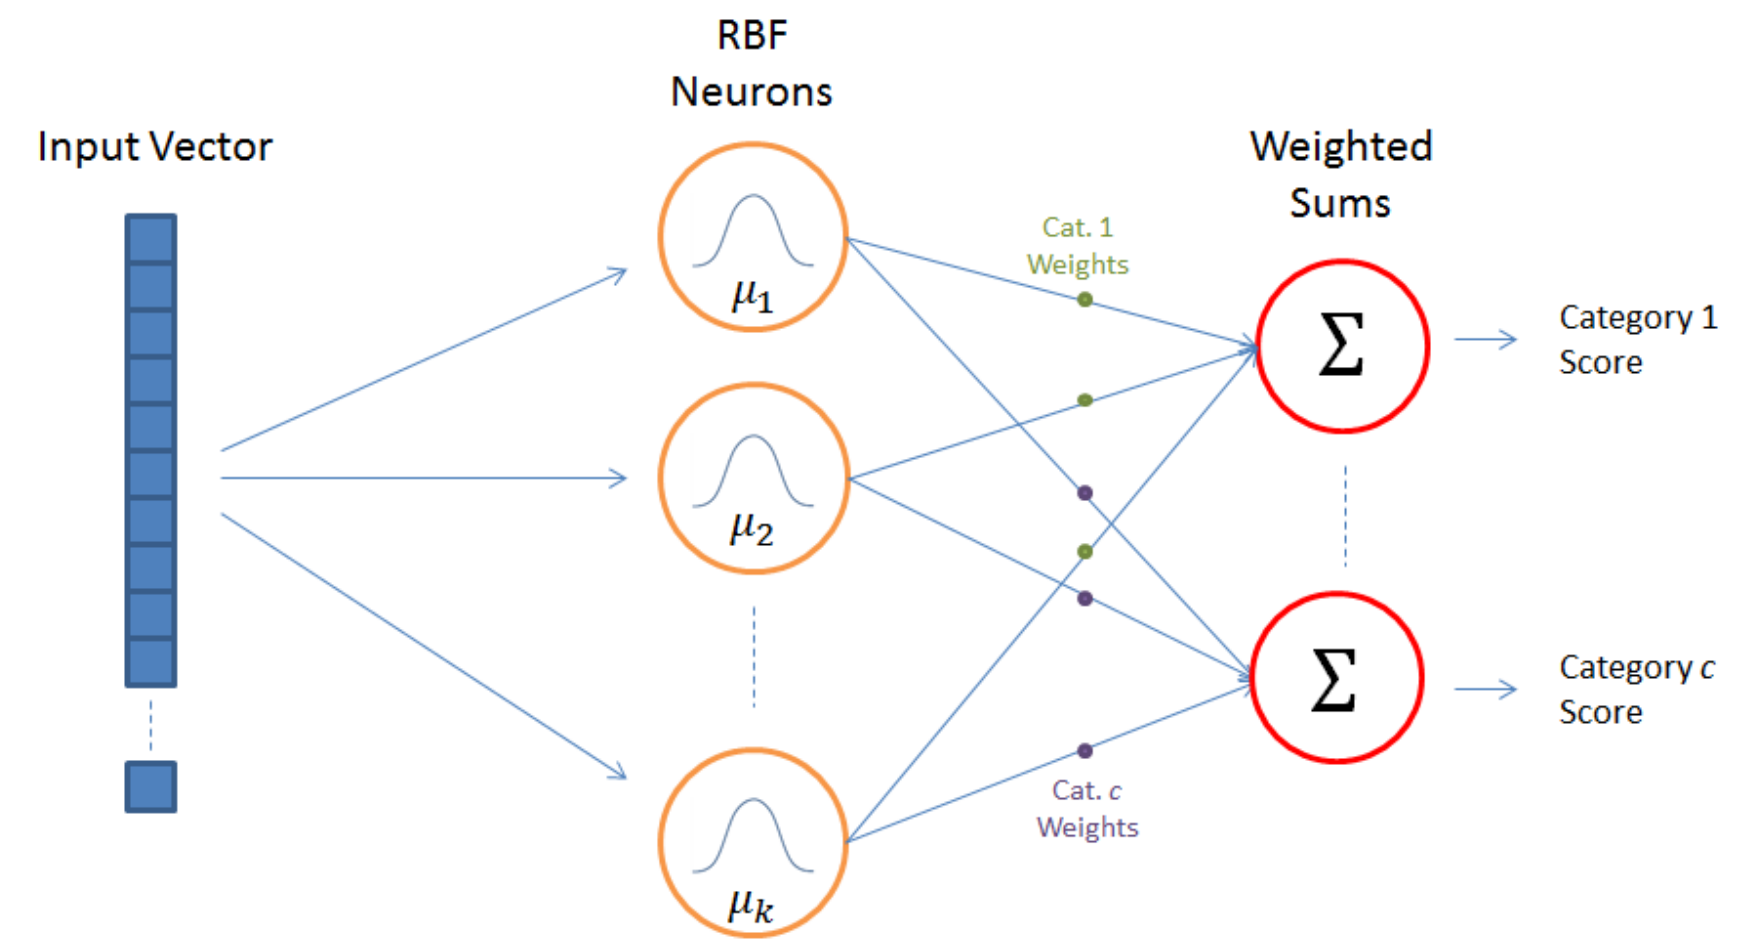 Input Vector
RBF
Neurons
μ1
μ2
μk
Cat. 1
Weights
Cat. c
Weights
Weighted
Sums
Σ
Σ
Category 1
Score
Category c
Score